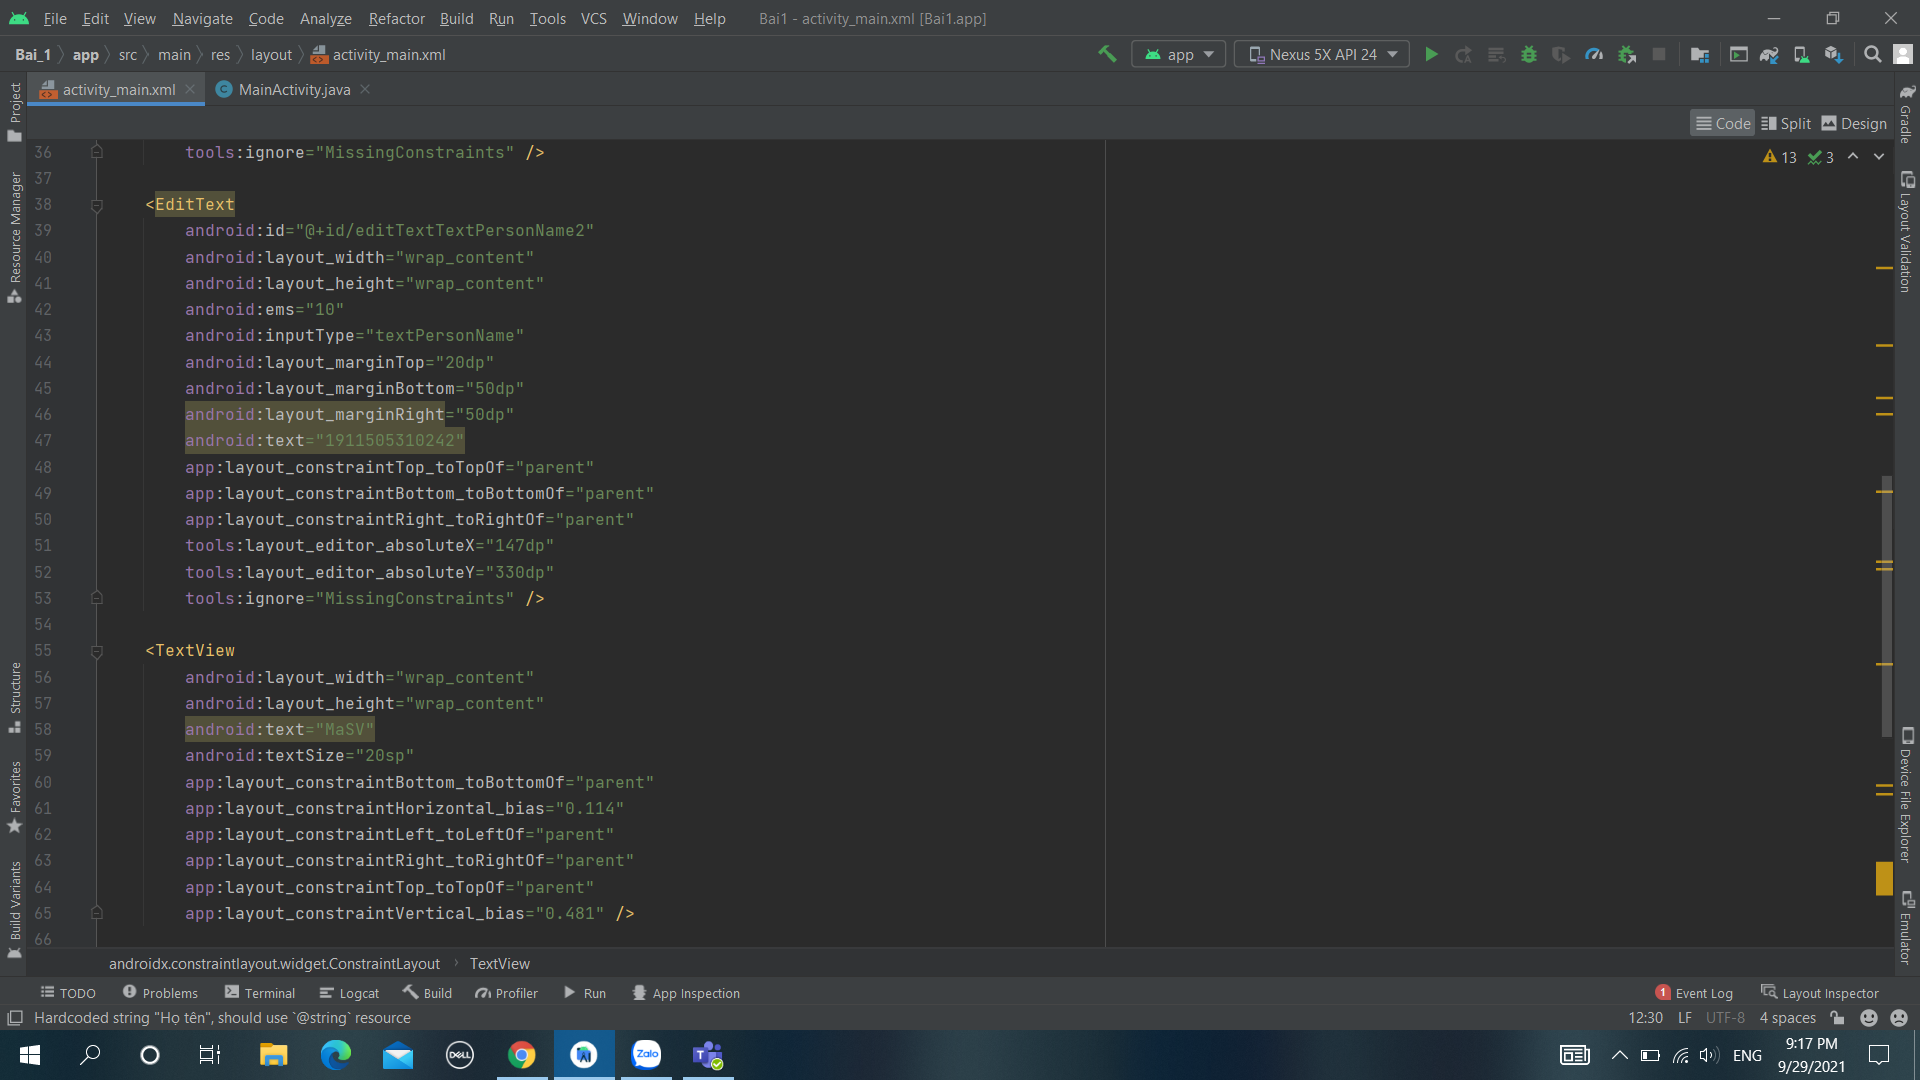 File Edit View Navigate Code Analyze Refactor Build Run Tools VCS Window Help Bai1 - activity_main.xml [Bai1.app]
Bai_1 app src main res layout activity_main.xml app Nexus 5X API 24
activity_main.xml MainActivity.java
Code Split Design
13 3
36 tools:ignore="MissingConstraints" />
37
38 <EditText
39 android:id="@+id/editTextTextPersonName2"
40 android:layout_width="wrap_content"
41 android:layout_height="wrap_content"
42 android:ems="10"
43 android:inputType="textPersonName"
44 android:layout_marginTop="20dp"
45 android:layout_marginBottom="50dp"
46 android:layout_marginRight="50dp"
47 android:text="1911505310242"
48 app:layout_constraintTop_toTopOf="parent"
49 app:layout_constraintBottom_toBottomOf="parent"
50 app:layout_constraintRight_toRightOf="parent"
51 tools:layout_editor_absoluteX="147dp"
52 tools:layout_editor_absoluteY="330dp"
53 tools:ignore="MissingConstraints" />
54
55 <TextView
56 android:layout_width="wrap_content"
57 android:layout_height="wrap_content"
58 android:text="MaSV"
59 android:textSize="20sp"
60 app:layout_constraintBottom_toBottomOf="parent"
61 app:layout_constraintHorizontal_bias="0.114"
62 app:layout_constraintLeft_toLeftOf="parent"
63 app:layout_constraintRight_toRightOf="parent"
64 app:layout_constraintTop_toTopOf="parent"
65 app:layout_constraintVertical_bias="0.481" />
66
Project
Resource Manager
Structure
Favorites
Build Variants
Gradle
Layout Validation
Device File Explorer
Emulator
androidx.constraintlayout.widget.ConstraintLayout TextView
TODO Problems Terminal Logcat Build Profiler Run App Inspection 1 Event Log Layout Inspector
Hardcoded string "Họ tên", should use `@string` resource 12:30 LF UTF-8 4 spaces
DELL Zalo T ENG 9:17 PM
9/29/2021